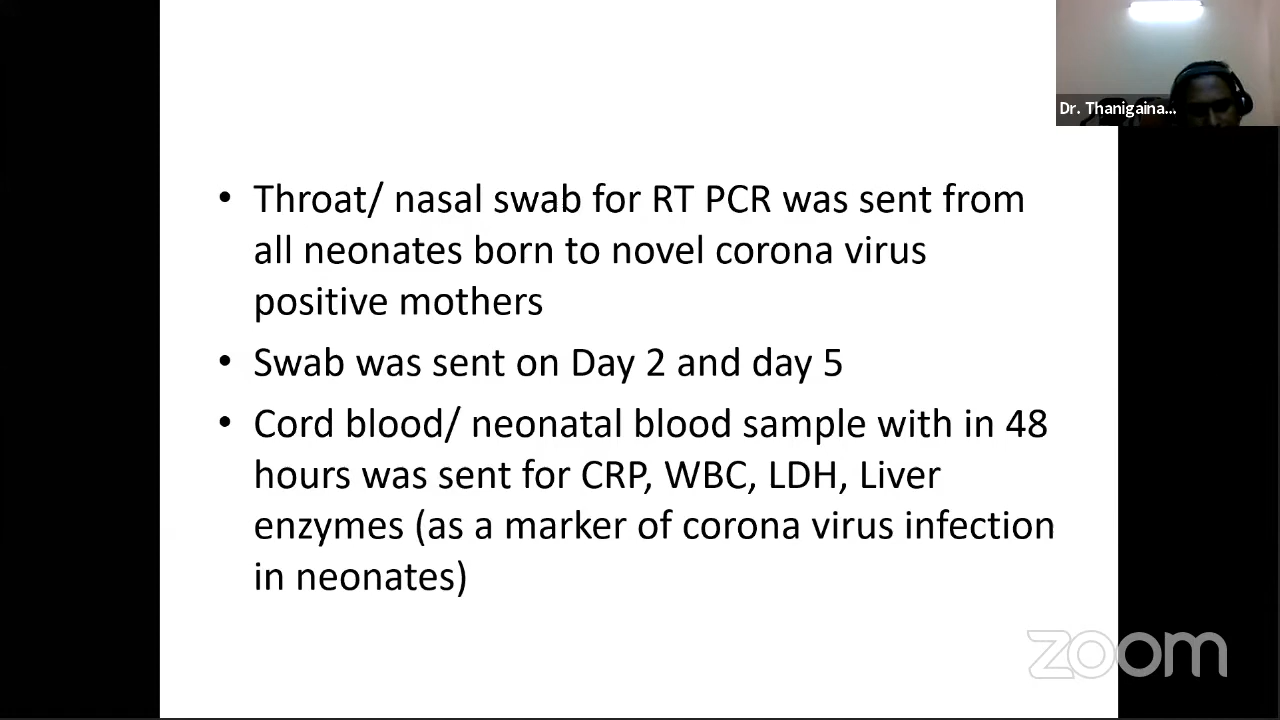 Dr. Thanigaina...
• Throat/ nasal swab for RT PCR was sent from
all neonates born to novel corona virus
positive mothers
• Swab was sent on Day 2 and day 5
• Cord blood/ neonatal blood sample with in 48
hours was sent for CRP, WBC, LDH, Liver
enzymes (as a marker of corona virus infection
in neonates)
zoom